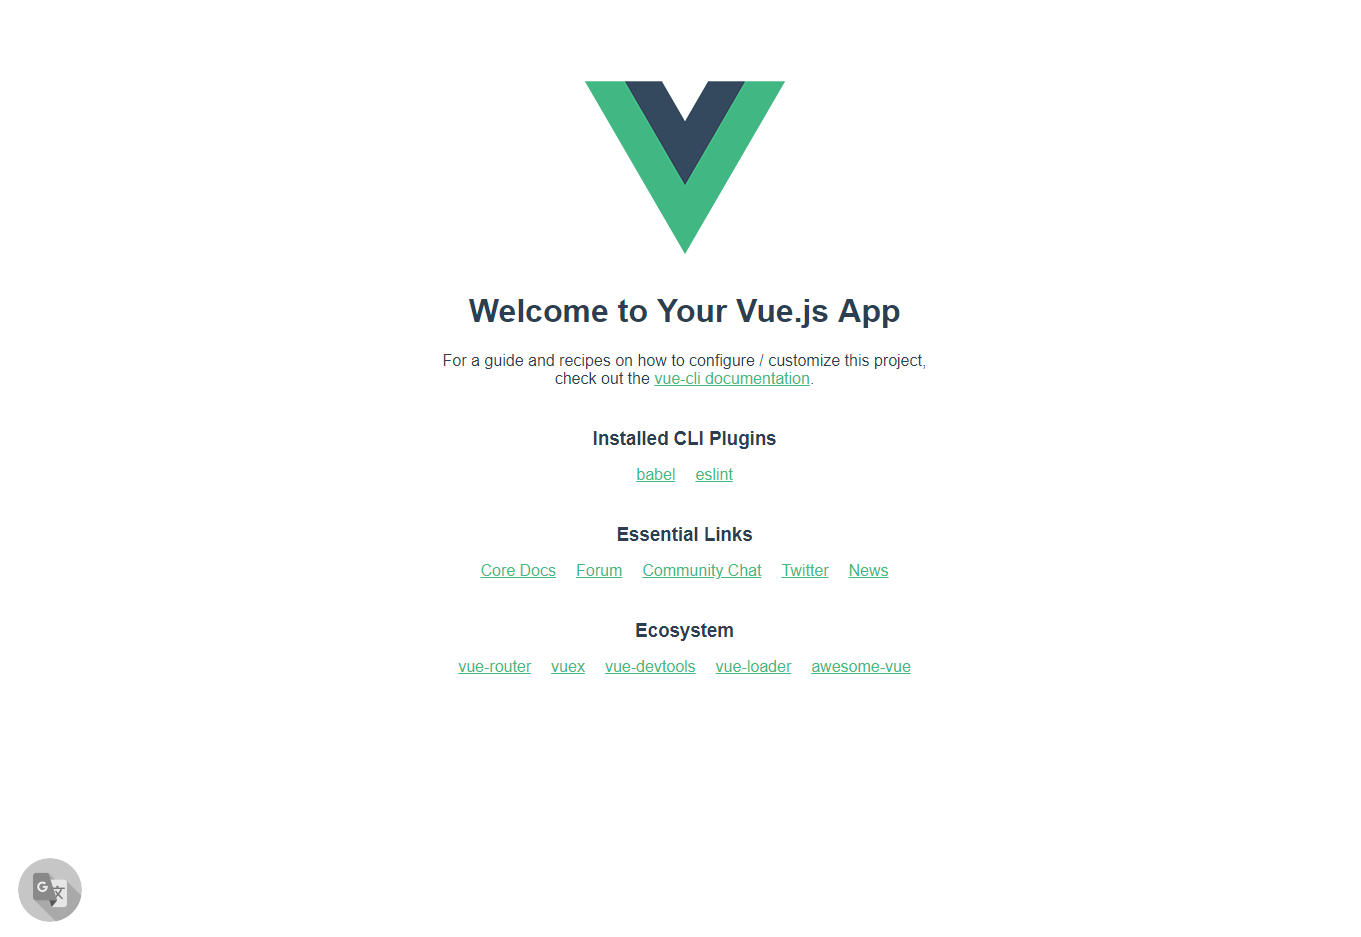 Welcome to Your Vue.js App
For a guide and recipes on how to configure / customize this project,
check out the vue-cli documentation.
Installed CLI Plugins
babel eslint
Essential Links
Core Docs Forum Community Chat Twitter News
Ecosystem
vue-router vuex vue-devtools vue-loader awesome-vue
G 文